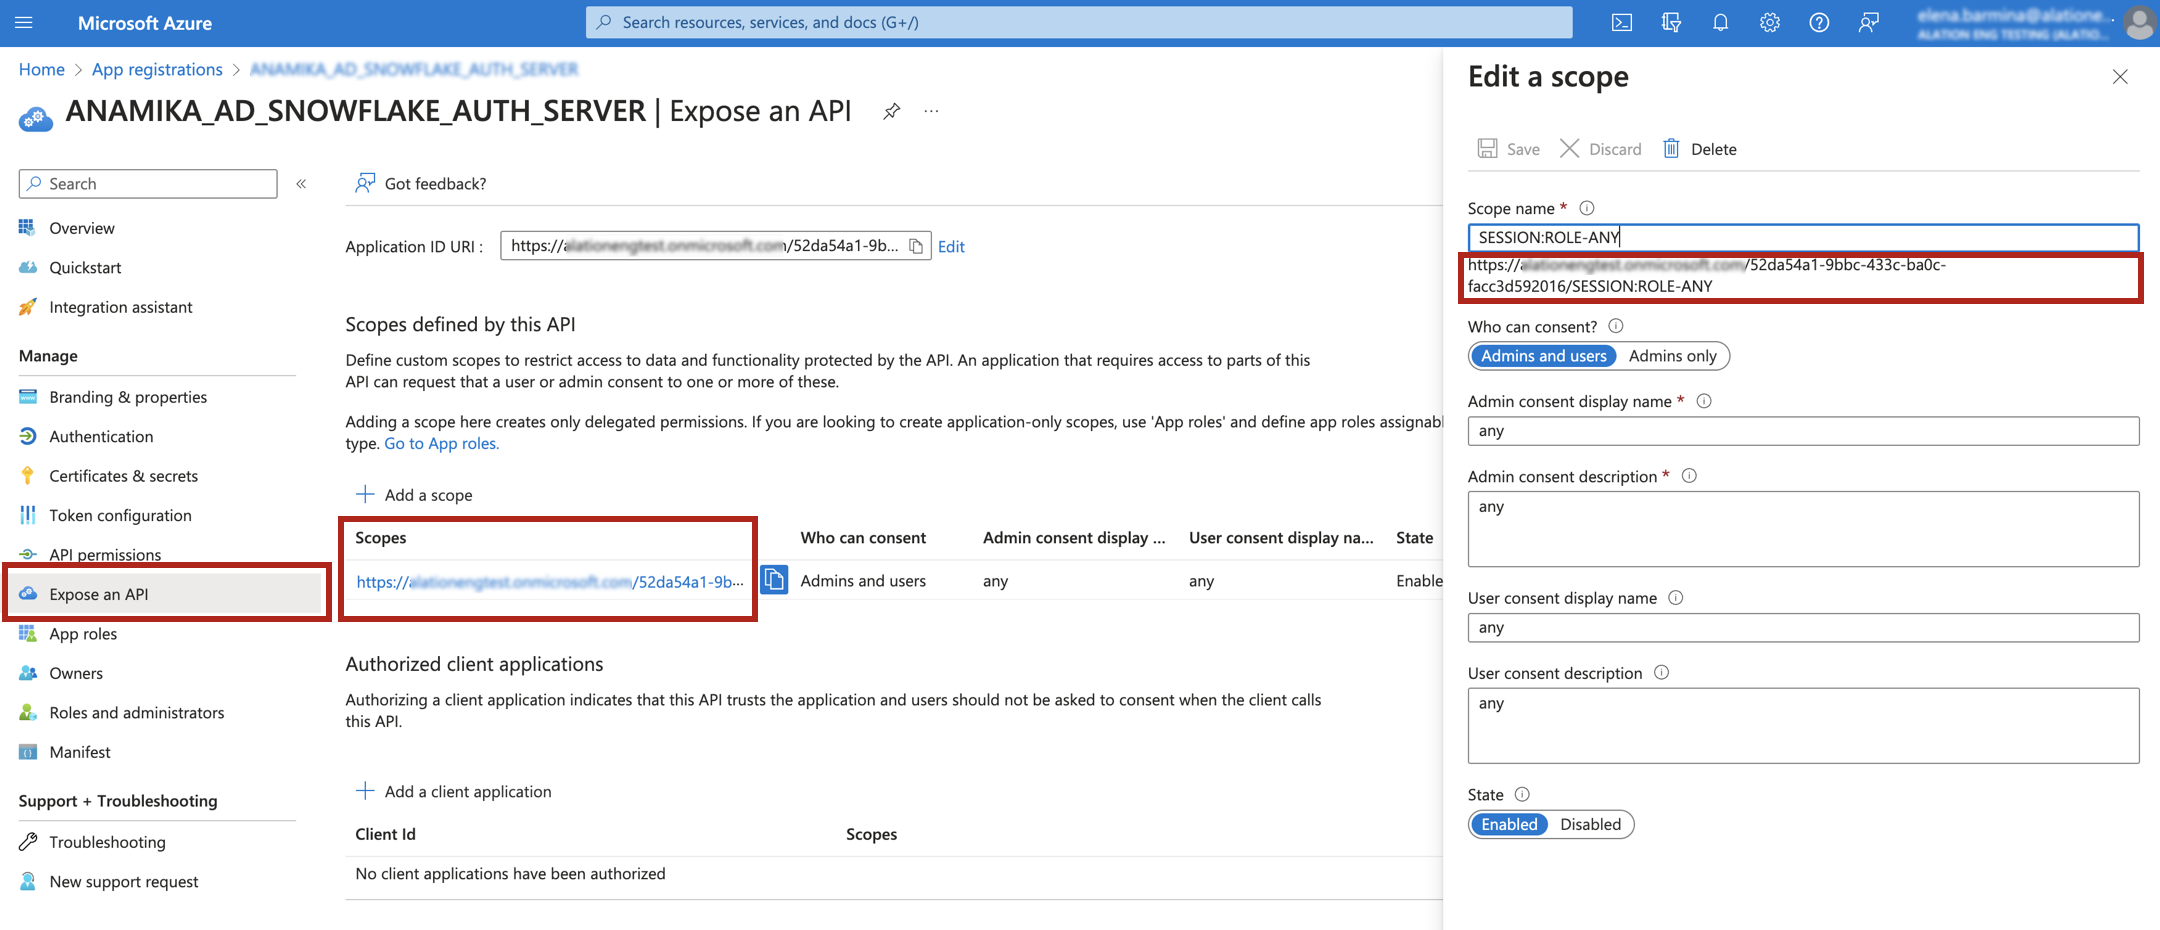 Microsoft Azure
Search resources, services, and docs (G+/)
Home > App registrations > ANAMIKA_AD_SNOWFLAKE_AUTH_SERVER
ANAMIKA_AD_SNOWFLAKE_AUTH_SERVER | Expose an API
Search
Overview
Quickstart
Integration assistant
Manage
Branding & properties
Authentication
Certificates & secrets
Token configuration
API permissions
Expose an API
App roles
Owners
Roles and administrators
Manifest
Support + Troubleshooting
Troubleshooting
New support request
Got feedback?
Application ID URI : https:// /52da54a1-9b... Edit
Scopes defined by this API
Define custom scopes to restrict access to data and functionality protected by the API. An application that requires access to parts of this
API can request that a user or admin consent to one or more of these.
Adding a scope here creates only delegated permissions. If you are looking to create application-only scopes, use 'App roles' and define app roles assignabl
type. Go to App roles.
Add a scope
Scopes Who can consent Admin consent display ... User consent display na... State
https:// /52da54a1-9b... Admins and users any any Enable
Authorized client applications
Authorizing a client application indicates that this API trusts the application and users should not be asked to consent when the client calls
this API.
Add a client application
Client Id Scopes
No client applications have been authorized
Edit a scope
Save Discard Delete
Scope name *
SESSION:ROLE-ANY
https:// /52da54a1-9bbc-433c-ba0c-
facc3d592016/SESSION:ROLE-ANY
Who can consent?
Admins and users Admins only
Admin consent display name *
any
Admin consent description *
any
User consent display name
any
User consent description
any
State
Enabled Disabled